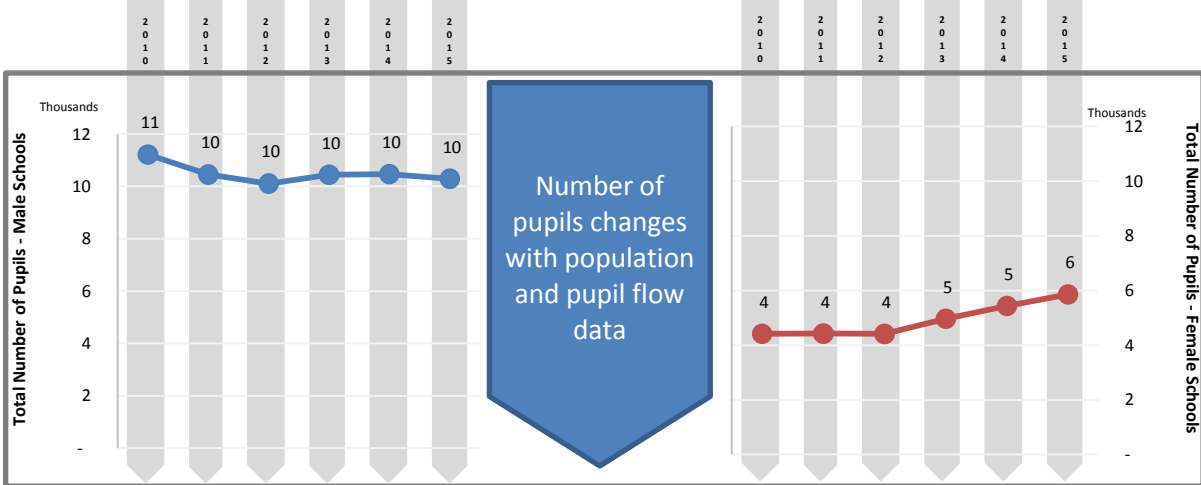 2010 2011 2012 2013 2014 2015
2010 2011 2012 2013 2014 2015
Total Number of Pupils - Male Schools
Thousands
12
10
8
6
4
2
-
11 10 10 10 10 10
Number of
pupils changes
with population
and pupil flow
data
4 4 4 5 5 6
Thousands
12
10
8
6
4
2
-
Total Number of Pupils - Female Schools